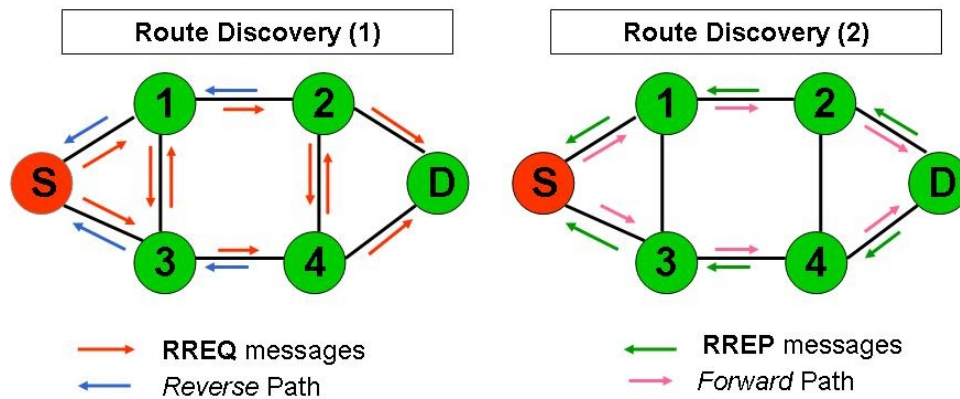 Route Discovery (1)
1
2
S
D
3
4
RREQ messages
Reverse Path
Route Discovery (2)
1
2
S
D
3
4
RREP messages
Forward Path